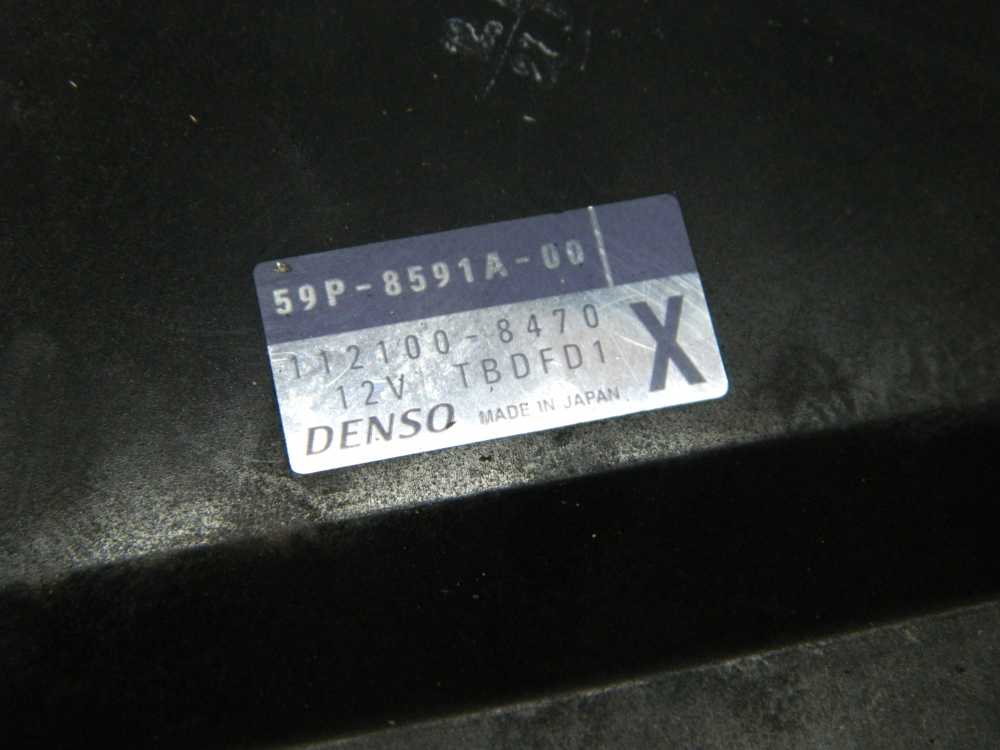 59P-8591A-00
112100-8470
12V TBDFD1
X
DENSO MADE IN JAPAN